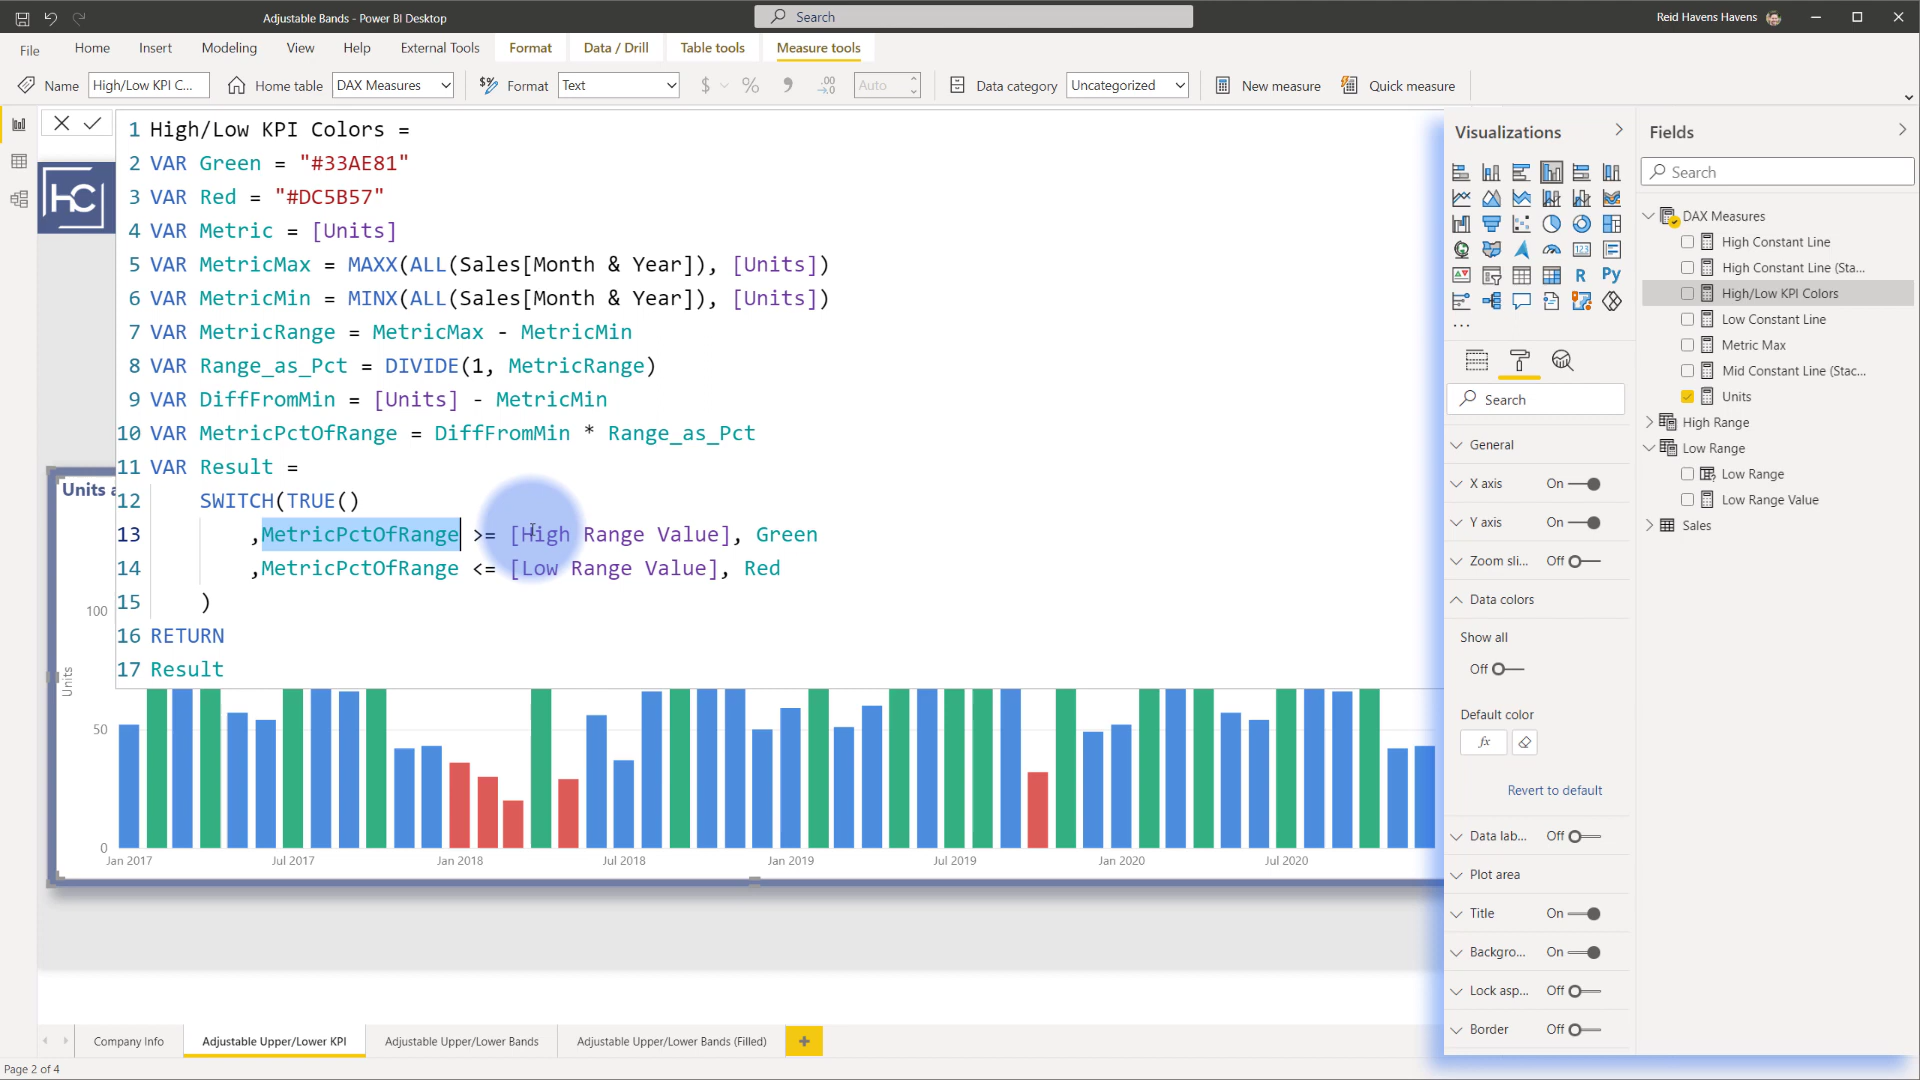 Adjustable Bands - Power BI Desktop
Search
Reid Havens Havens
File Home Insert Modeling View Help External Tools Format Data / Drill Table tools Measure tools
Name High/Low KPI C... Home table DAX Measures Format Text $ % Auto Data category Uncategorized New measure Quick measure
1 High/Low KPI Colors =
2 VAR Green = "#33AE81"
3 VAR Red = "#DC5B57"
4 VAR Metric = [Units]
5 VAR MetricMax = MAXX(ALL(Sales[Month & Year]), [Units])
6 VAR MetricMin = MINX(ALL(Sales[Month & Year]), [Units])
7 VAR MetricRange = MetricMax - MetricMin
8 VAR Range_as_Pct = DIVIDE(1, MetricRange)
9 VAR DiffFromMin = [Units] - MetricMin
10 VAR MetricPctOfRange = DiffFromMin * Range_as_Pct
11 VAR Result =
12 SWITCH(TRUE()
13 ,MetricPctOfRange >= [High Range Value], Green
14 ,MetricPctOfRange <= [Low Range Value], Red
15 )
16 RETURN
17 Result
HC
Units a
100
50
0
Units
Jan 2017 Jul 2017 Jan 2018 Jul 2018 Jan 2019 Jul 2019 Jan 2020 Jul 2020
Visualizations
R Py
...
Search
General
X axis On
Y axis On
Zoom sli... Off
Data colors
Show all
Off
Default color
fx
Revert to default
Data lab... Off
Plot area
Title On
Backgro... On
Lock asp... Off
Border Off
Fields
Search
DAX Measures
High Constant Line
High Constant Line (Sta...
High/Low KPI Colors
Low Constant Line
Metric Max
Mid Constant Line (Stac...
Units
High Range
Low Range
Low Range
Low Range Value
Sales
Company Info Adjustable Upper/Lower KPI Adjustable Upper/Lower Bands Adjustable Upper/Lower Bands (Filled) +
Page 2 of 4